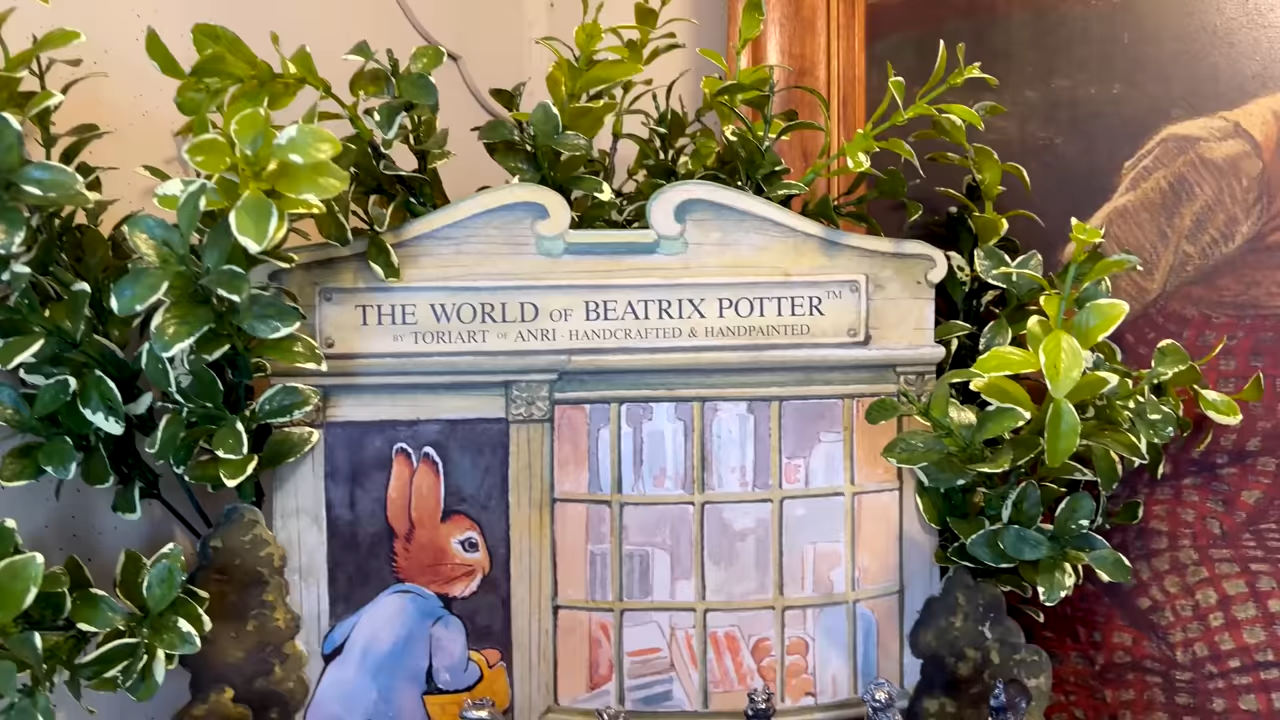 THE WORLD OF BEATRIX POTTER™
BY TORIART OF ANRI - HANDCRAFTED & HANDPAINTED